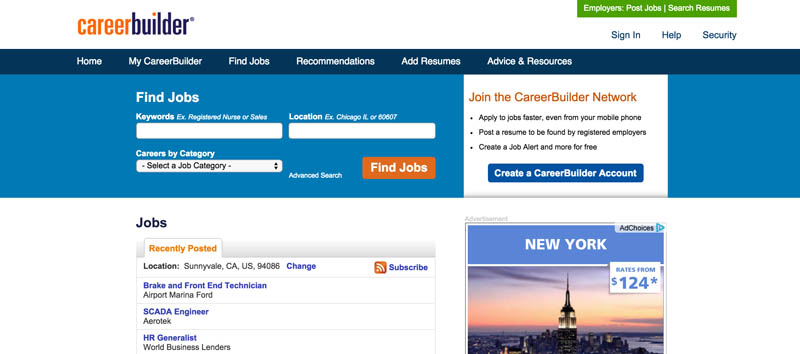 Employers: Post Jobs | Search Resumes
careerbuilder®
Sign In Help Security
Home My CareerBuilder Find Jobs Recommendations Add Resumes Advice & Resources
Find Jobs
Keywords Ex. Registered Nurse or Sales
Location Ex. Chicago IL or 60607
Careers by Category
- Select a Job Category -
Advanced Search
Find Jobs
Join the CareerBuilder Network
• Apply to jobs faster, even from your mobile phone
• Post a resume to be found by registered employers
• Create a Job Alert and more for free
Create a CareerBuilder Account
Jobs
Recently Posted
Location: Sunnyvale, CA, US, 94086 Change
Subscribe
Brake and Front End Technician
Airport Marina Ford
SCADA Engineer
Aerotek
HR Generalist
World Business Lenders
Advertisement
AdChoices
NEW YORK
RATES FROM
$124*